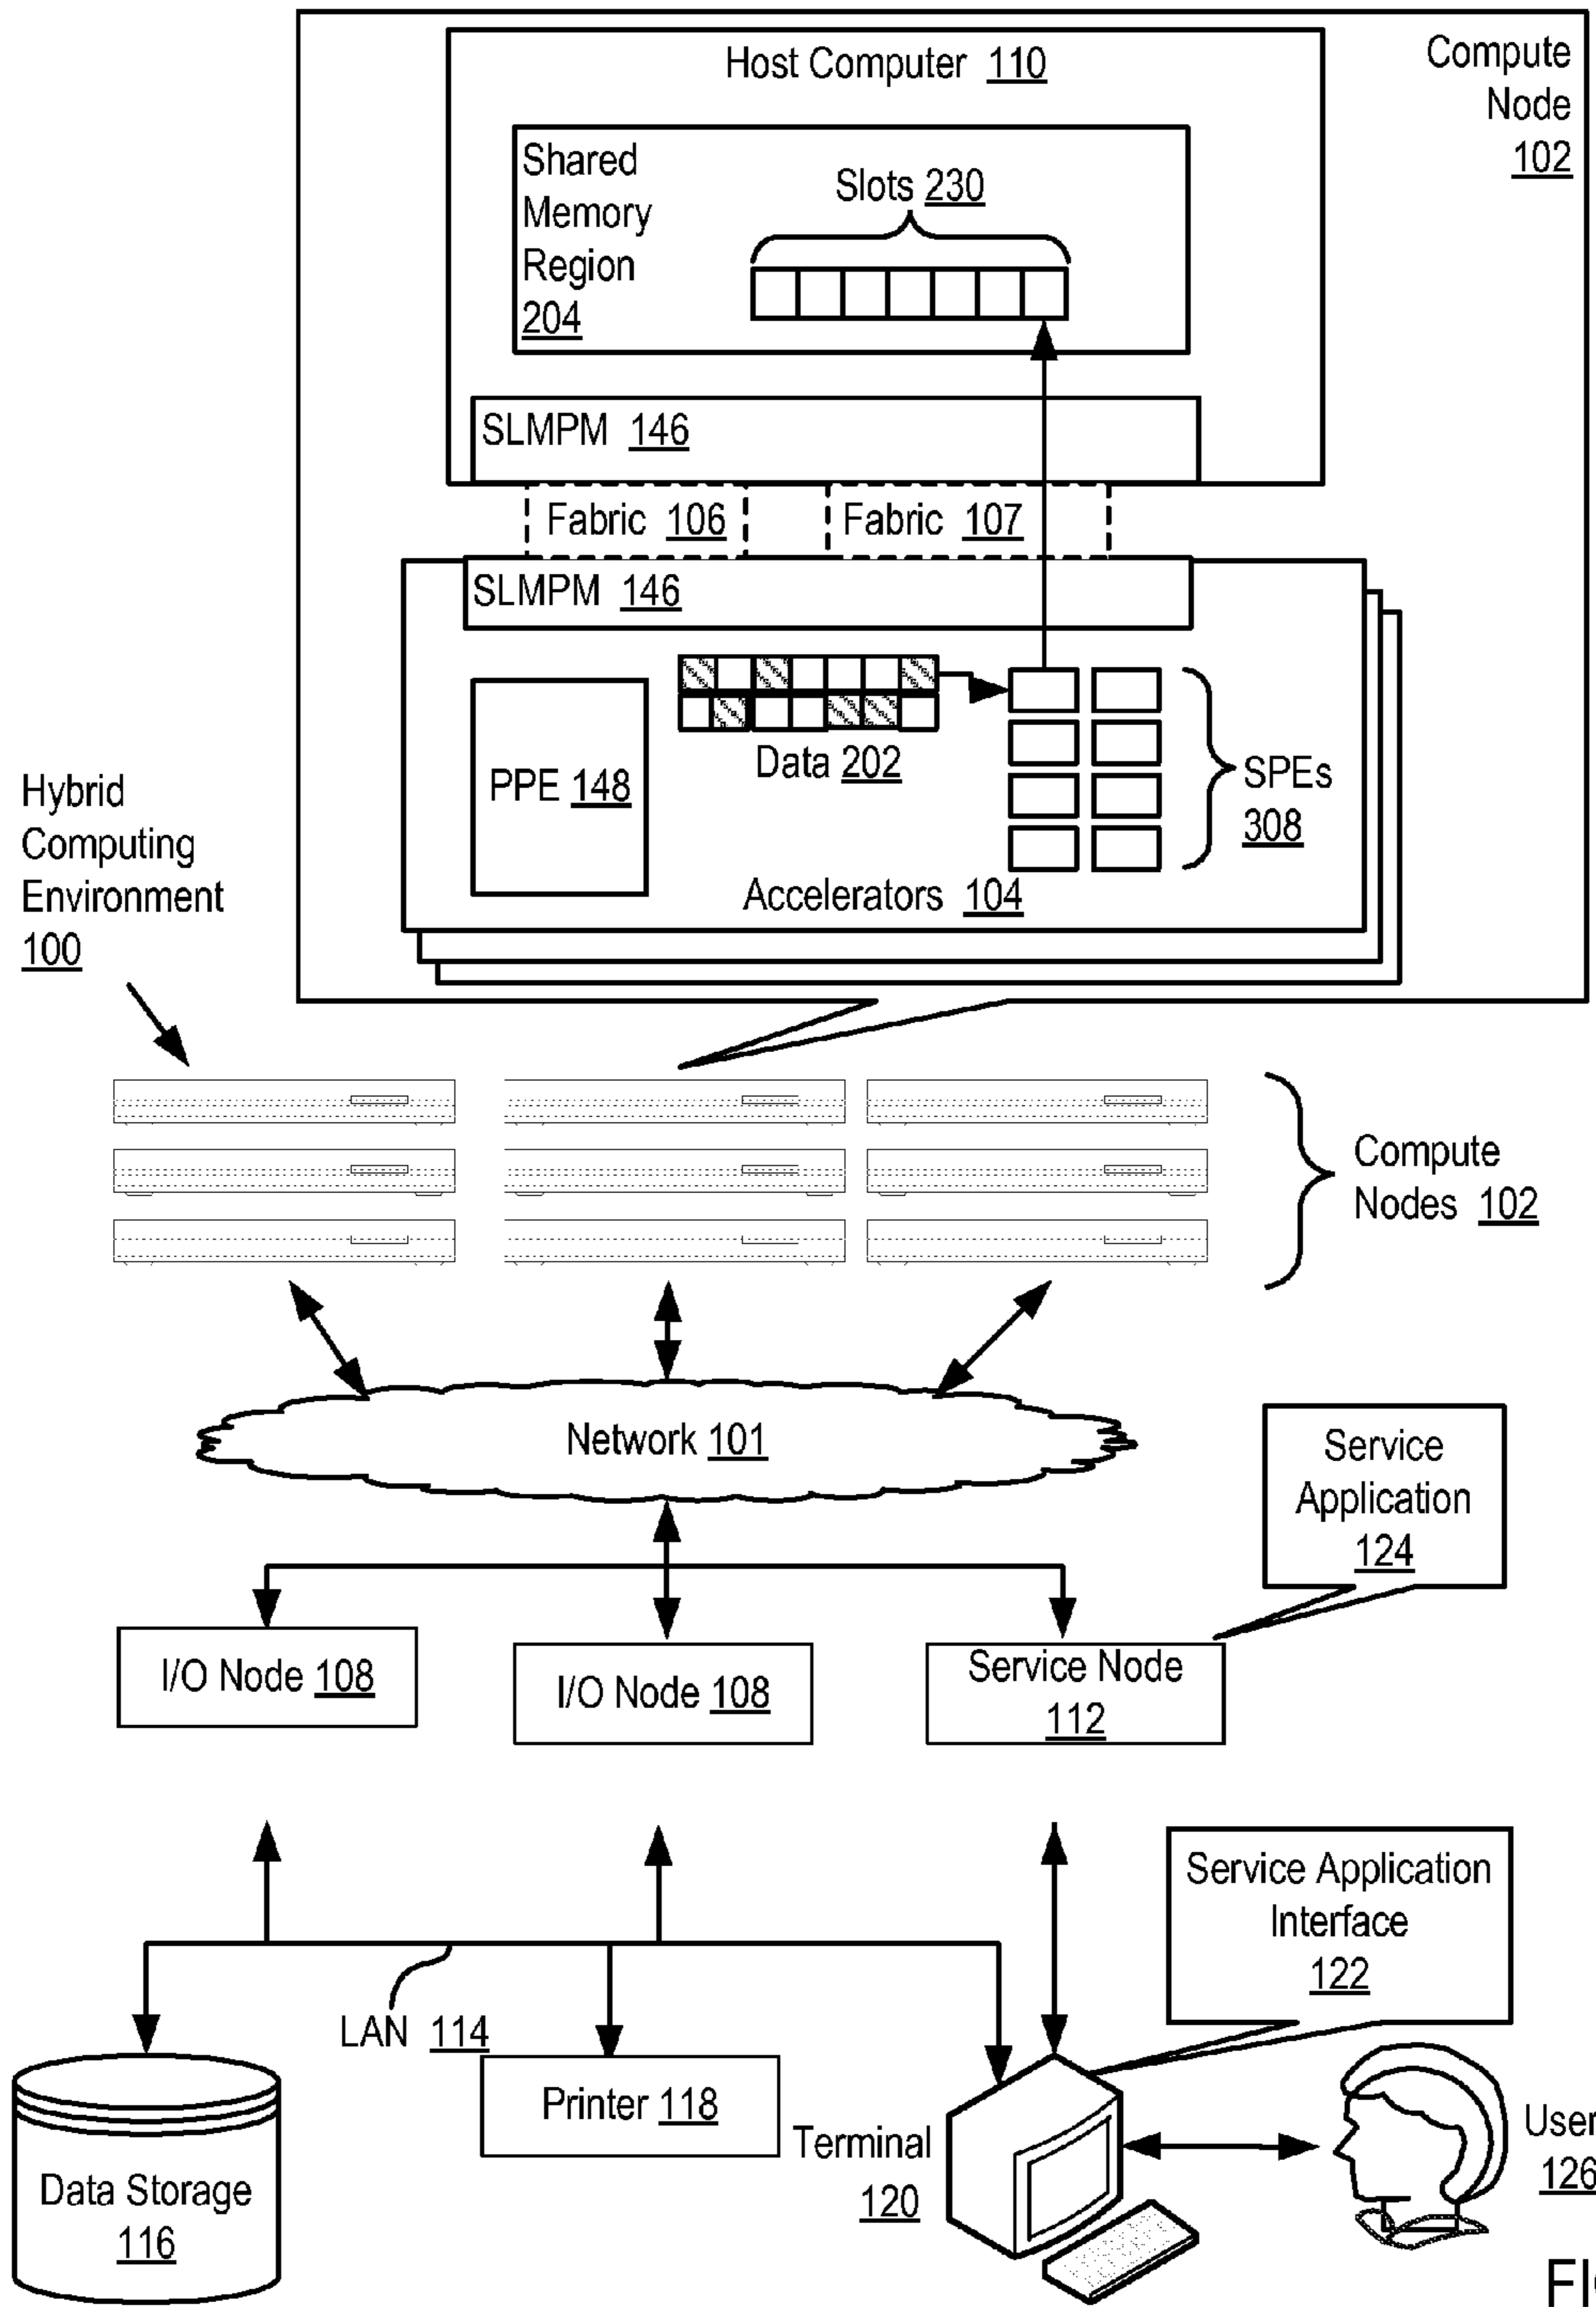 Host Computer 110
Compute
Node
102
Shared
Memory
Region
204
Slots 230
SLMPM 146
Fabric 106
Fabric 107
SLMPM 146
PPE 148
Data 202
SPEs
308
Accelerators 104
Hybrid
Computing
Environment
100
Compute
Nodes 102
Network 101
Service
Application
124
I/O Node 108
I/O Node 108
Service Node
112
Service Application
Interface
122
LAN 114
Printer 118
Terminal
120
User
126
Data Storage
116